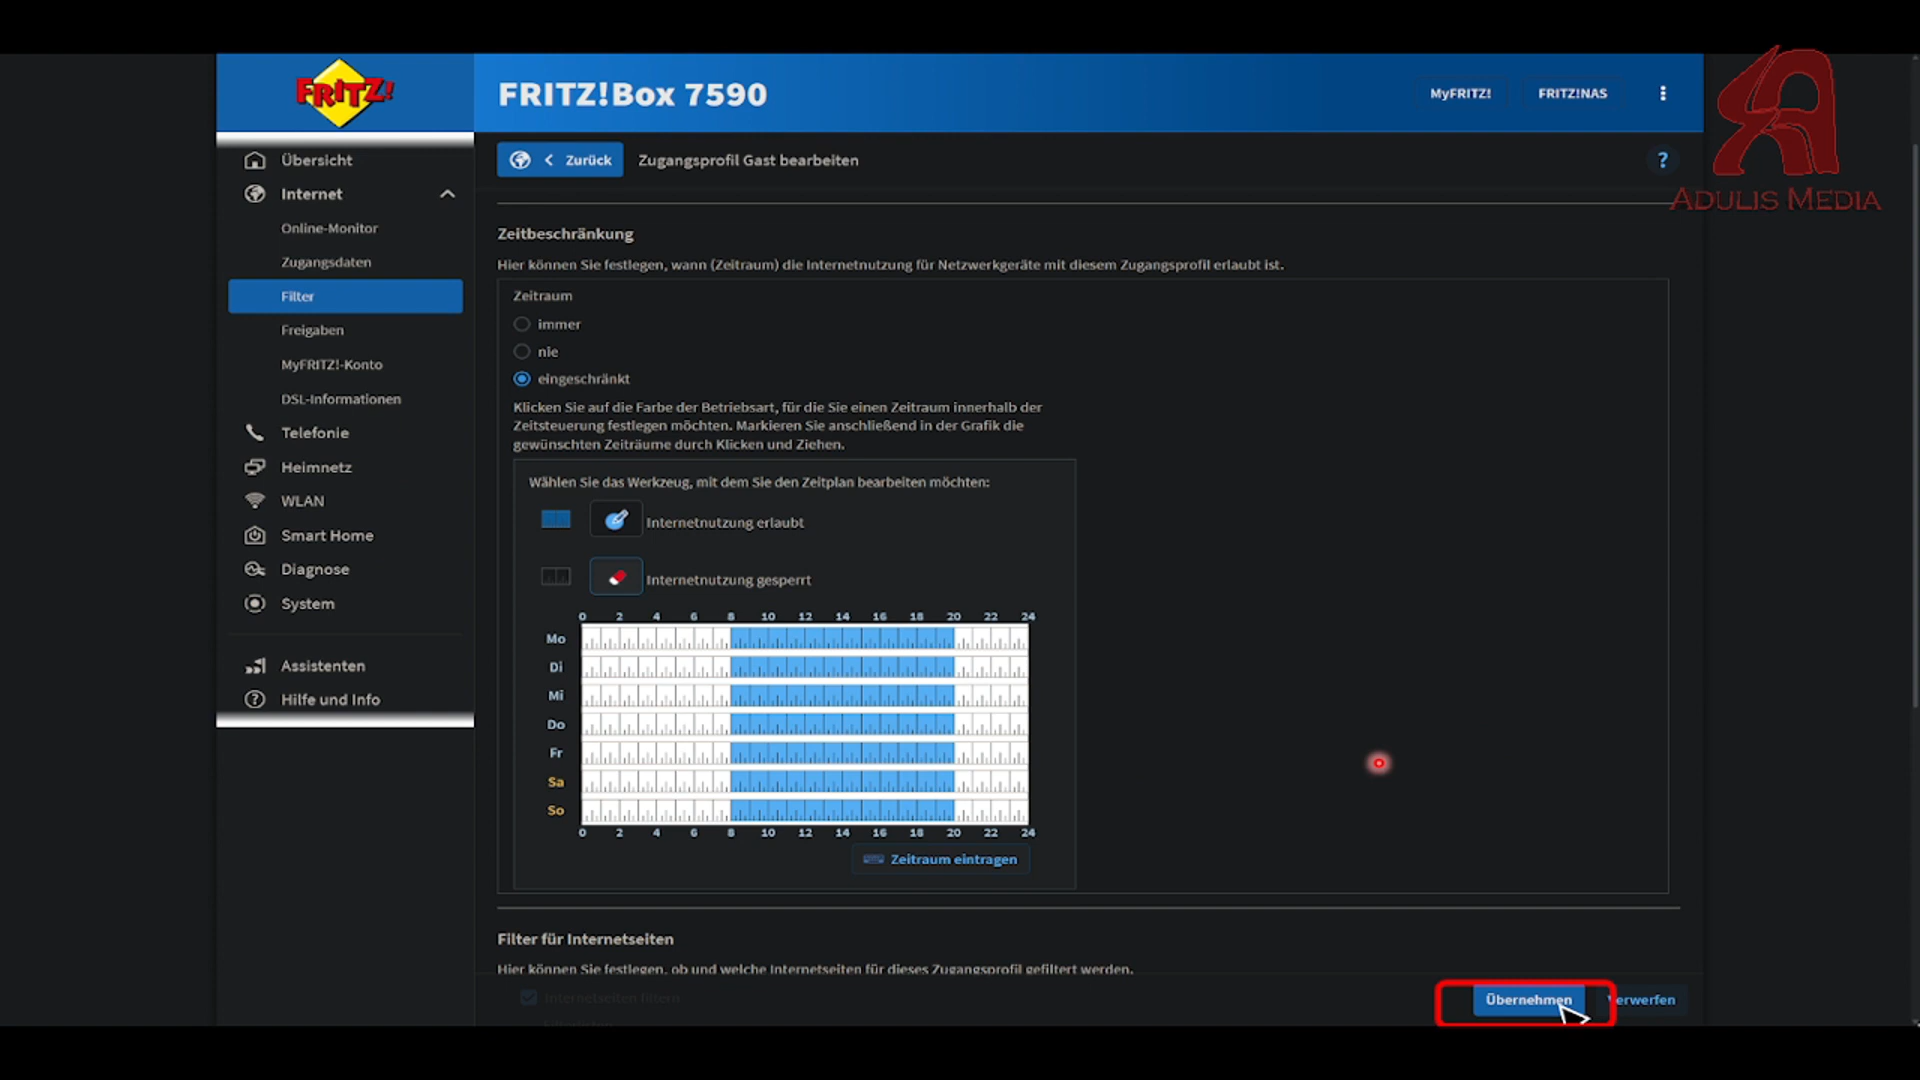 FRITZ!
FRITZ!Box 7590
MyFRITZ!
FRITZ!NAS
ADULIS MEDIA
Übersicht
Internet
Online-Monitor
Zugangsdaten
Filter
Freigaben
MyFRITZ!-Konto
DSL-Informationen
Telefonie
Heimnetz
WLAN
Smart Home
Diagnose
System
Assistenten
Hilfe und Info
Zurück
Zugangsprofil Gast bearbeiten
?
Zeitbeschränkung
Hier können Sie festlegen, wann (Zeitraum) die Internetnutzung für Netzwerkgeräte mit diesem Zugangsprofil erlaubt ist.
Zeitraum
immer
nie
eingeschränkt
Klicken Sie auf die Farbe der Betriebsart, für die Sie einen Zeitraum innerhalb der
Zeitsteuerung festlegen möchten. Markieren Sie anschließend in der Grafik die
gewünschten Zeiträume durch Klicken und Ziehen.
Wählen Sie das Werkzeug, mit dem Sie den Zeitplan bearbeiten möchten:
Internetnutzung erlaubt
Internetnutzung gesperrt
0 2 4 6 8 10 12 14 16 18 20 22 24
Mo
Di
Mi
Do
Fr
Sa
So
0 2 4 6 8 10 12 14 16 18 20 22 24
Zeitraum eintragen
Filter für Internetseiten
Hier können Sie festlegen, ob und welche Internetseiten für dieses Zugangsprofil gefiltert werden.
Internetseiten filtern
Übernehmen
Verwerfen